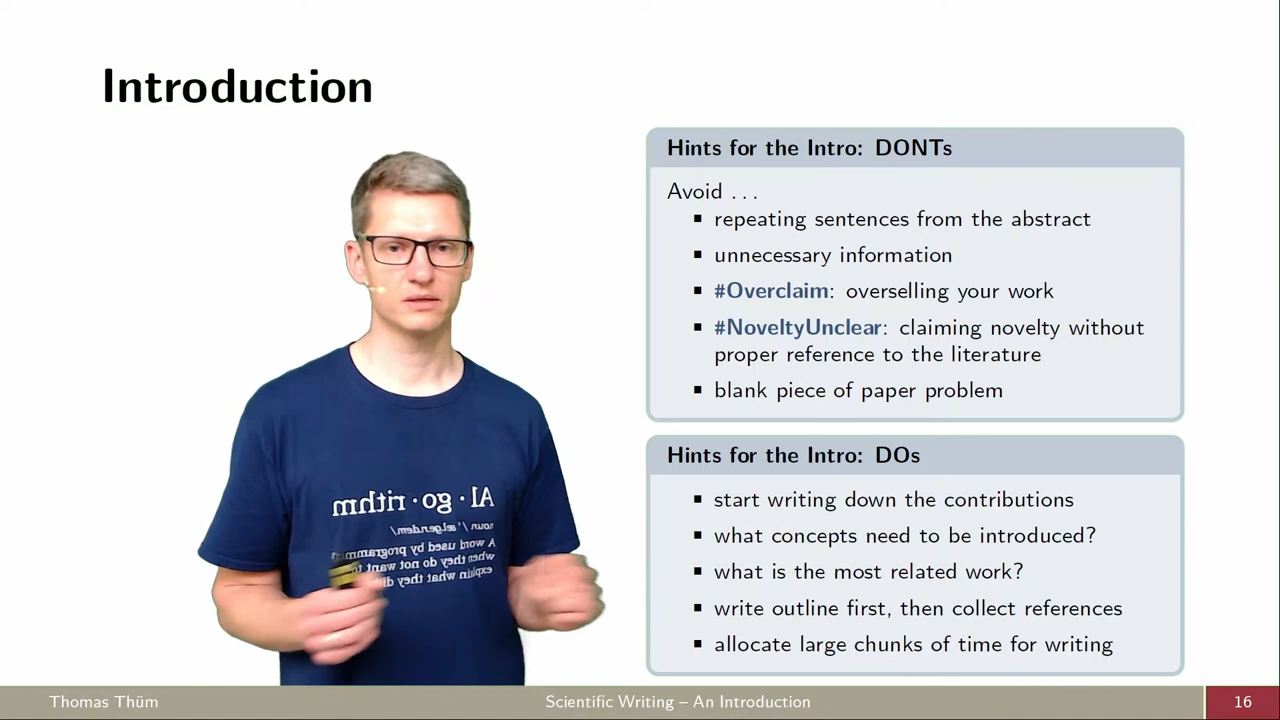 Introduction
Hints for the Intro: DONTs
Avoid ...
▪ repeating sentences from the abstract
▪ unnecessary information
▪ #Overclaim: overselling your work
▪ #NoveltyUnclear: claiming novelty without
proper reference to the literature
▪ blank piece of paper problem
Hints for the Intro: DOs
▪ start writing down the contributions
▪ what concepts need to be introduced?
▪ what is the most related work?
▪ write outline first, then collect references
▪ allocate large chunks of time for writing
Al·go·rithm
noun
A word used by programmers
when they do not want to
explain what they did
Thomas Thüm
Scientific Writing – An Introduction
16